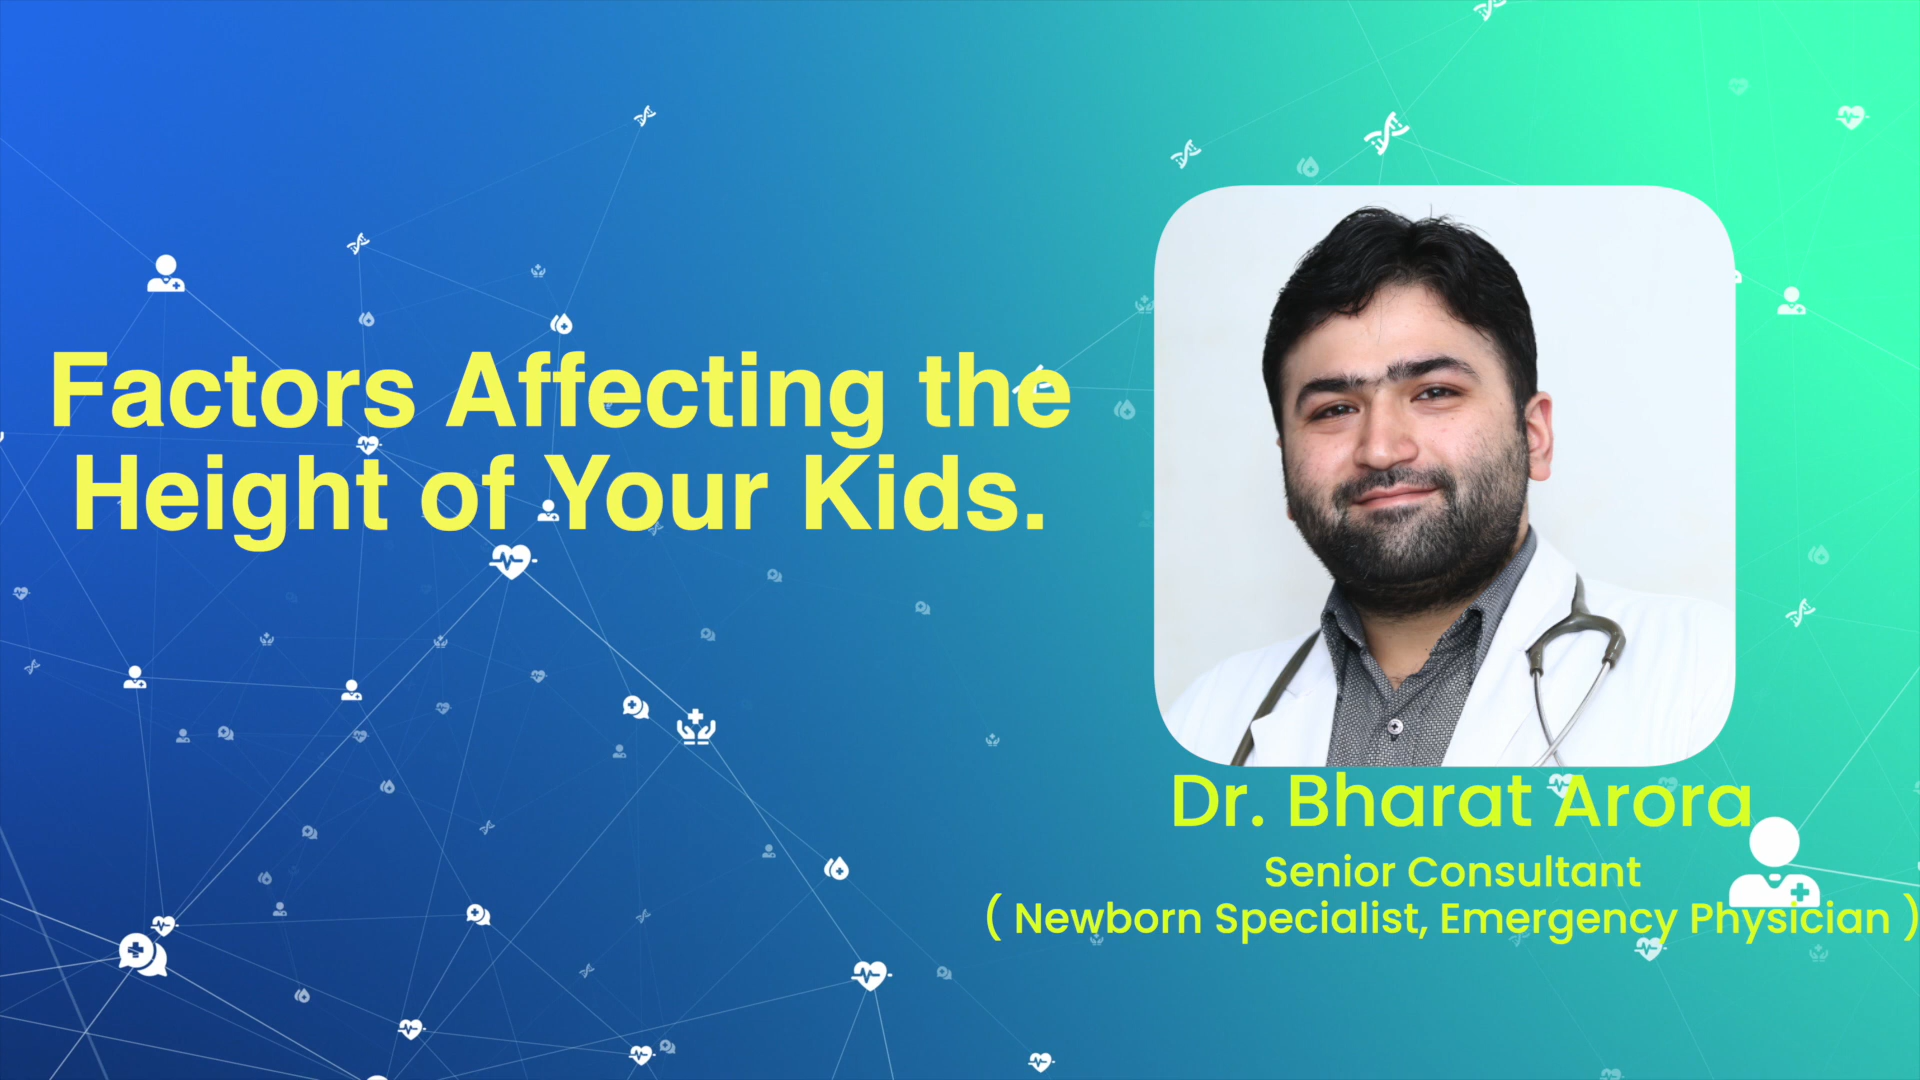 Factors Affecting the
Height of Your Kids.
Dr. Bharat Arora
Senior Consultant
( Newborn Specialist, Emergency Physician )